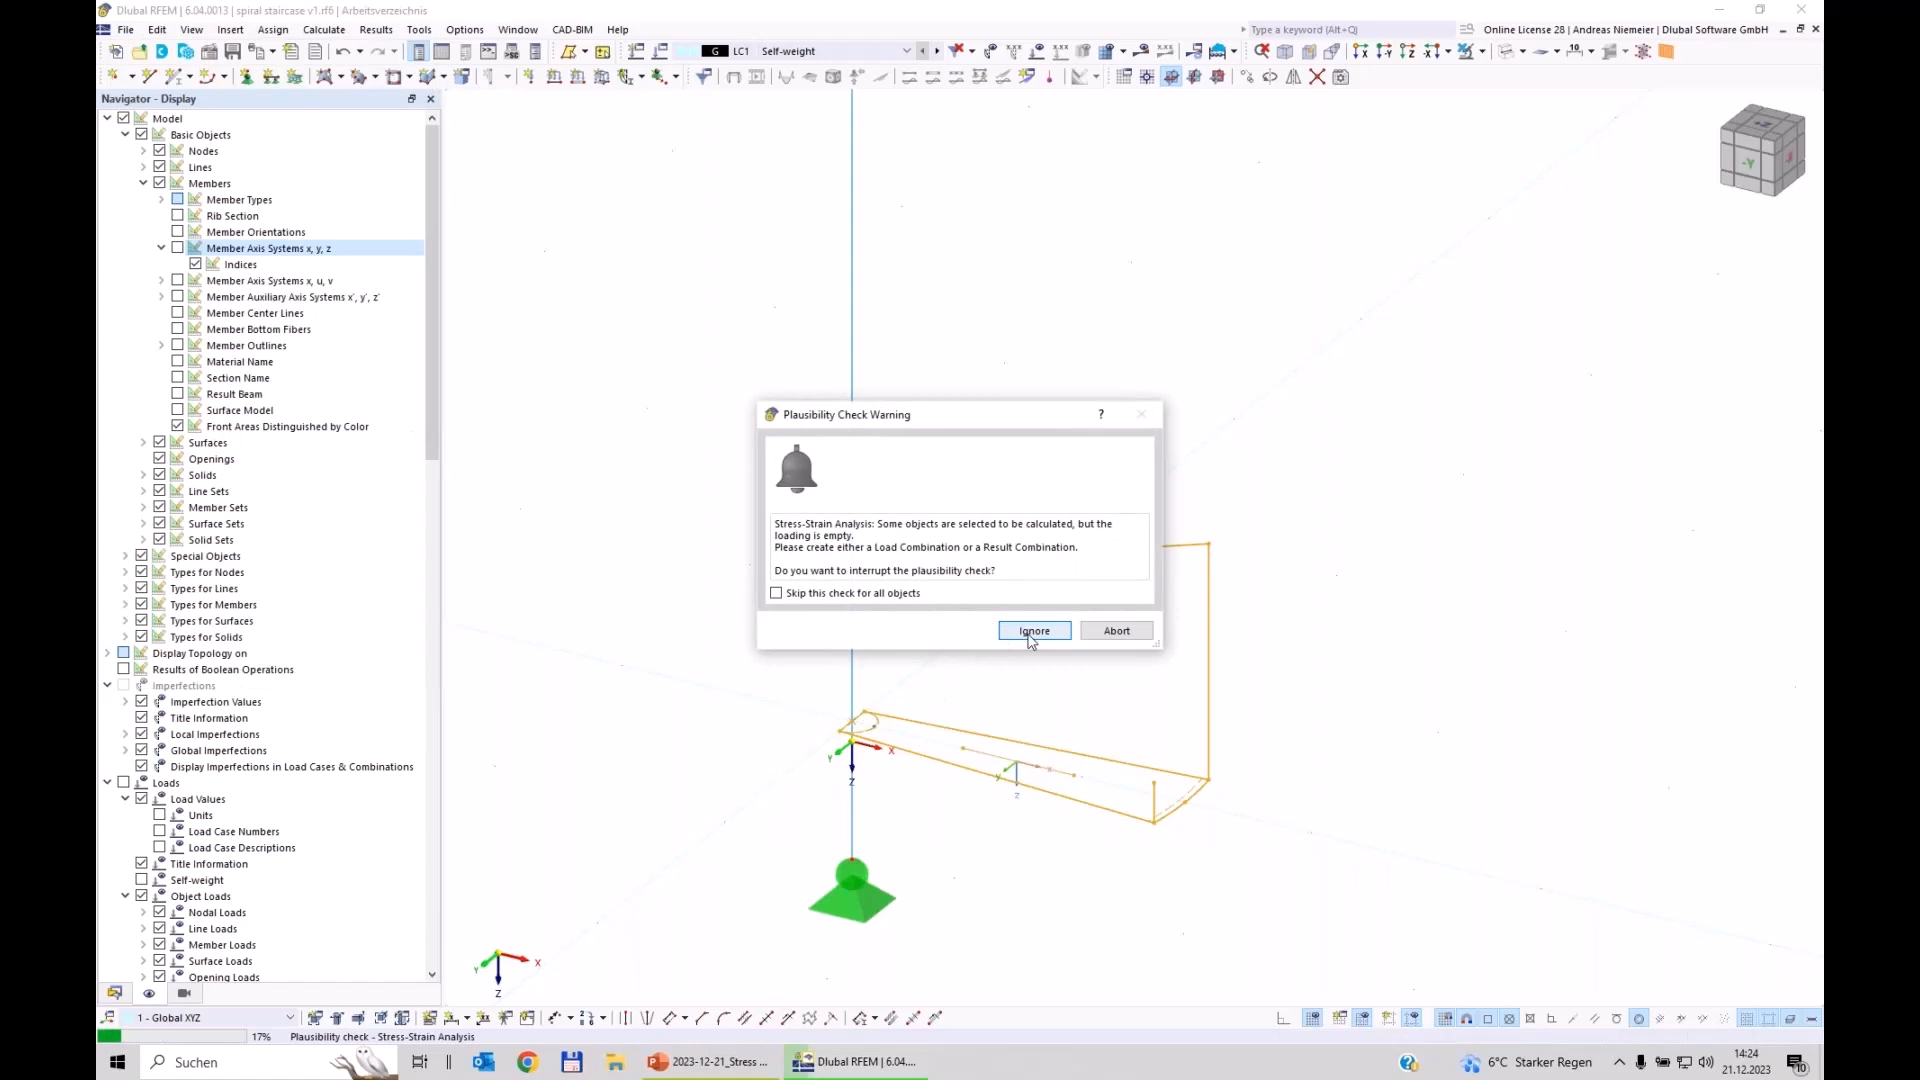 Dlubal RFEM | 6.04.0013 | spiral staircase v1.rf6 | Arbeitsverzeichnis
File Edit View Insert Assign Calculate Results Tools Options Window CAD-BIM Help
Type a keyword (Alt+Q)
Online License 28 | Andreas Niemeier | Dlubal Software GmbH
G LC1 Self-weight
Navigator - Display
Model
Basic Objects
Nodes
Lines
Members
Member Types
Rib Section
Member Orientations
Member Axis Systems x, y, z
Indices
Member Axis Systems x, u, v
Member Auxiliary Axis Systems x', y', z'
Member Center Lines
Member Bottom Fibers
Member Outlines
Material Name
Section Name
Result Beam
Surface Model
Front Areas Distinguished by Color
Surfaces
Openings
Solids
Line Sets
Member Sets
Surface Sets
Solid Sets
Special Objects
Types for Nodes
Types for Lines
Types for Members
Types for Surfaces
Types for Solids
Display Topology on
Results of Boolean Operations
Imperfections
Imperfection Values
Title Information
Local Imperfections
Global Imperfections
Display Imperfections in Load Cases & Combinations
Loads
Load Values
Units
Load Case Numbers
Load Case Descriptions
Title Information
Self-weight
Object Loads
Nodal Loads
Line Loads
Member Loads
Surface Loads
Opening Loads
Plausibility Check Warning
?
Stress-Strain Analysis: Some objects are selected to be calculated, but the
loading is empty.
Please create either a Load Combination or a Result Combination.
Do you want to interrupt the plausibility check?
Skip this check for all objects
Ignore
Abort
-Y
Y
X
Z
Y
X
Z
1 - Global XYZ
17% Plausibility check - Stress-Strain Analysis
Suchen
2023-12-21_Stress ...
Dlubal RFEM | 6.04....
6°C Starker Regen
14:24
21.12.2023
10